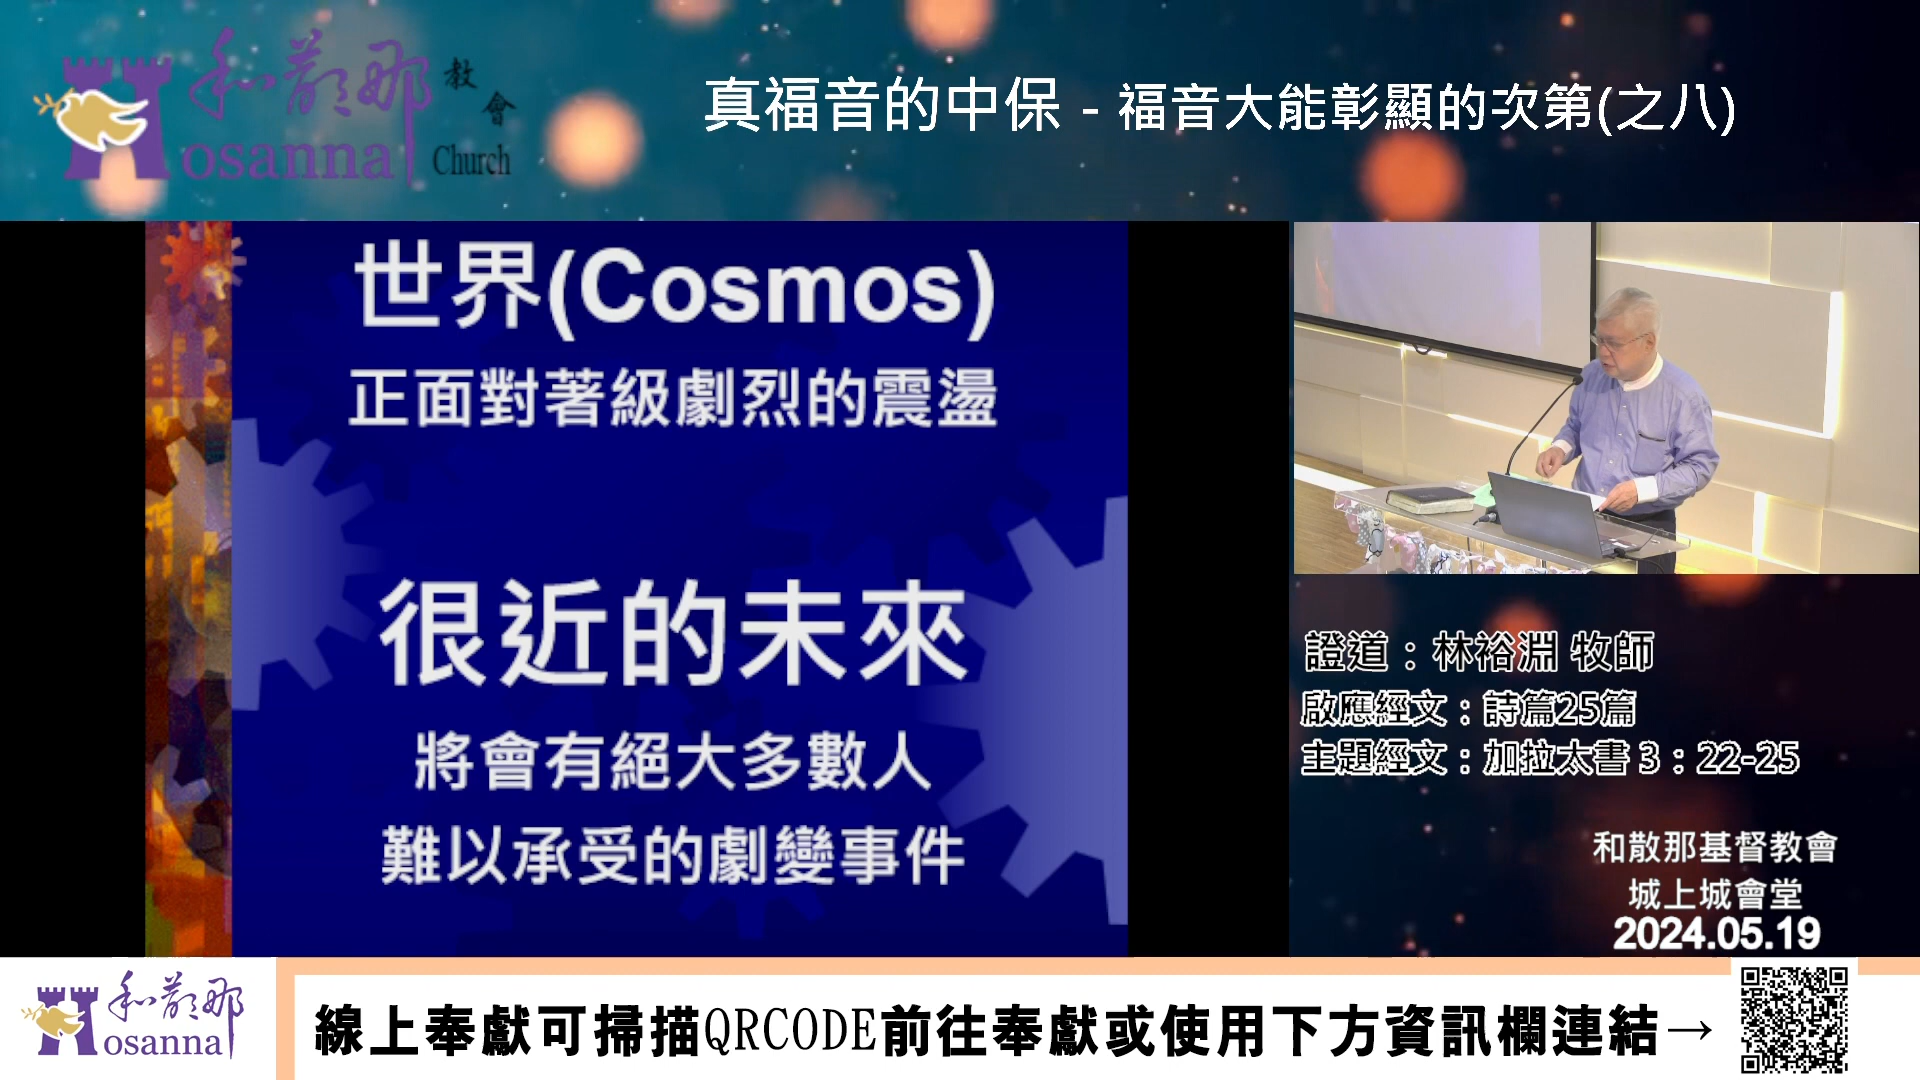 和散那
教會
osanna
Church
真福音的中保 - 福音大能彰顯的次第(之八)
世界(Cosmos)
正面對著級劇烈的震盪
很近的未來
將會有絕大多數人
難以承受的劇變事件
證道：林裕淵 牧師
啟應經文：詩篇25篇
主題經文：加拉太書 3：22-25
和散那基督教會
城上城會堂
2024.05.19
和散那
osanna
線上奉獻可掃描QRCODE前往奉獻或使用下方資訊欄連結→